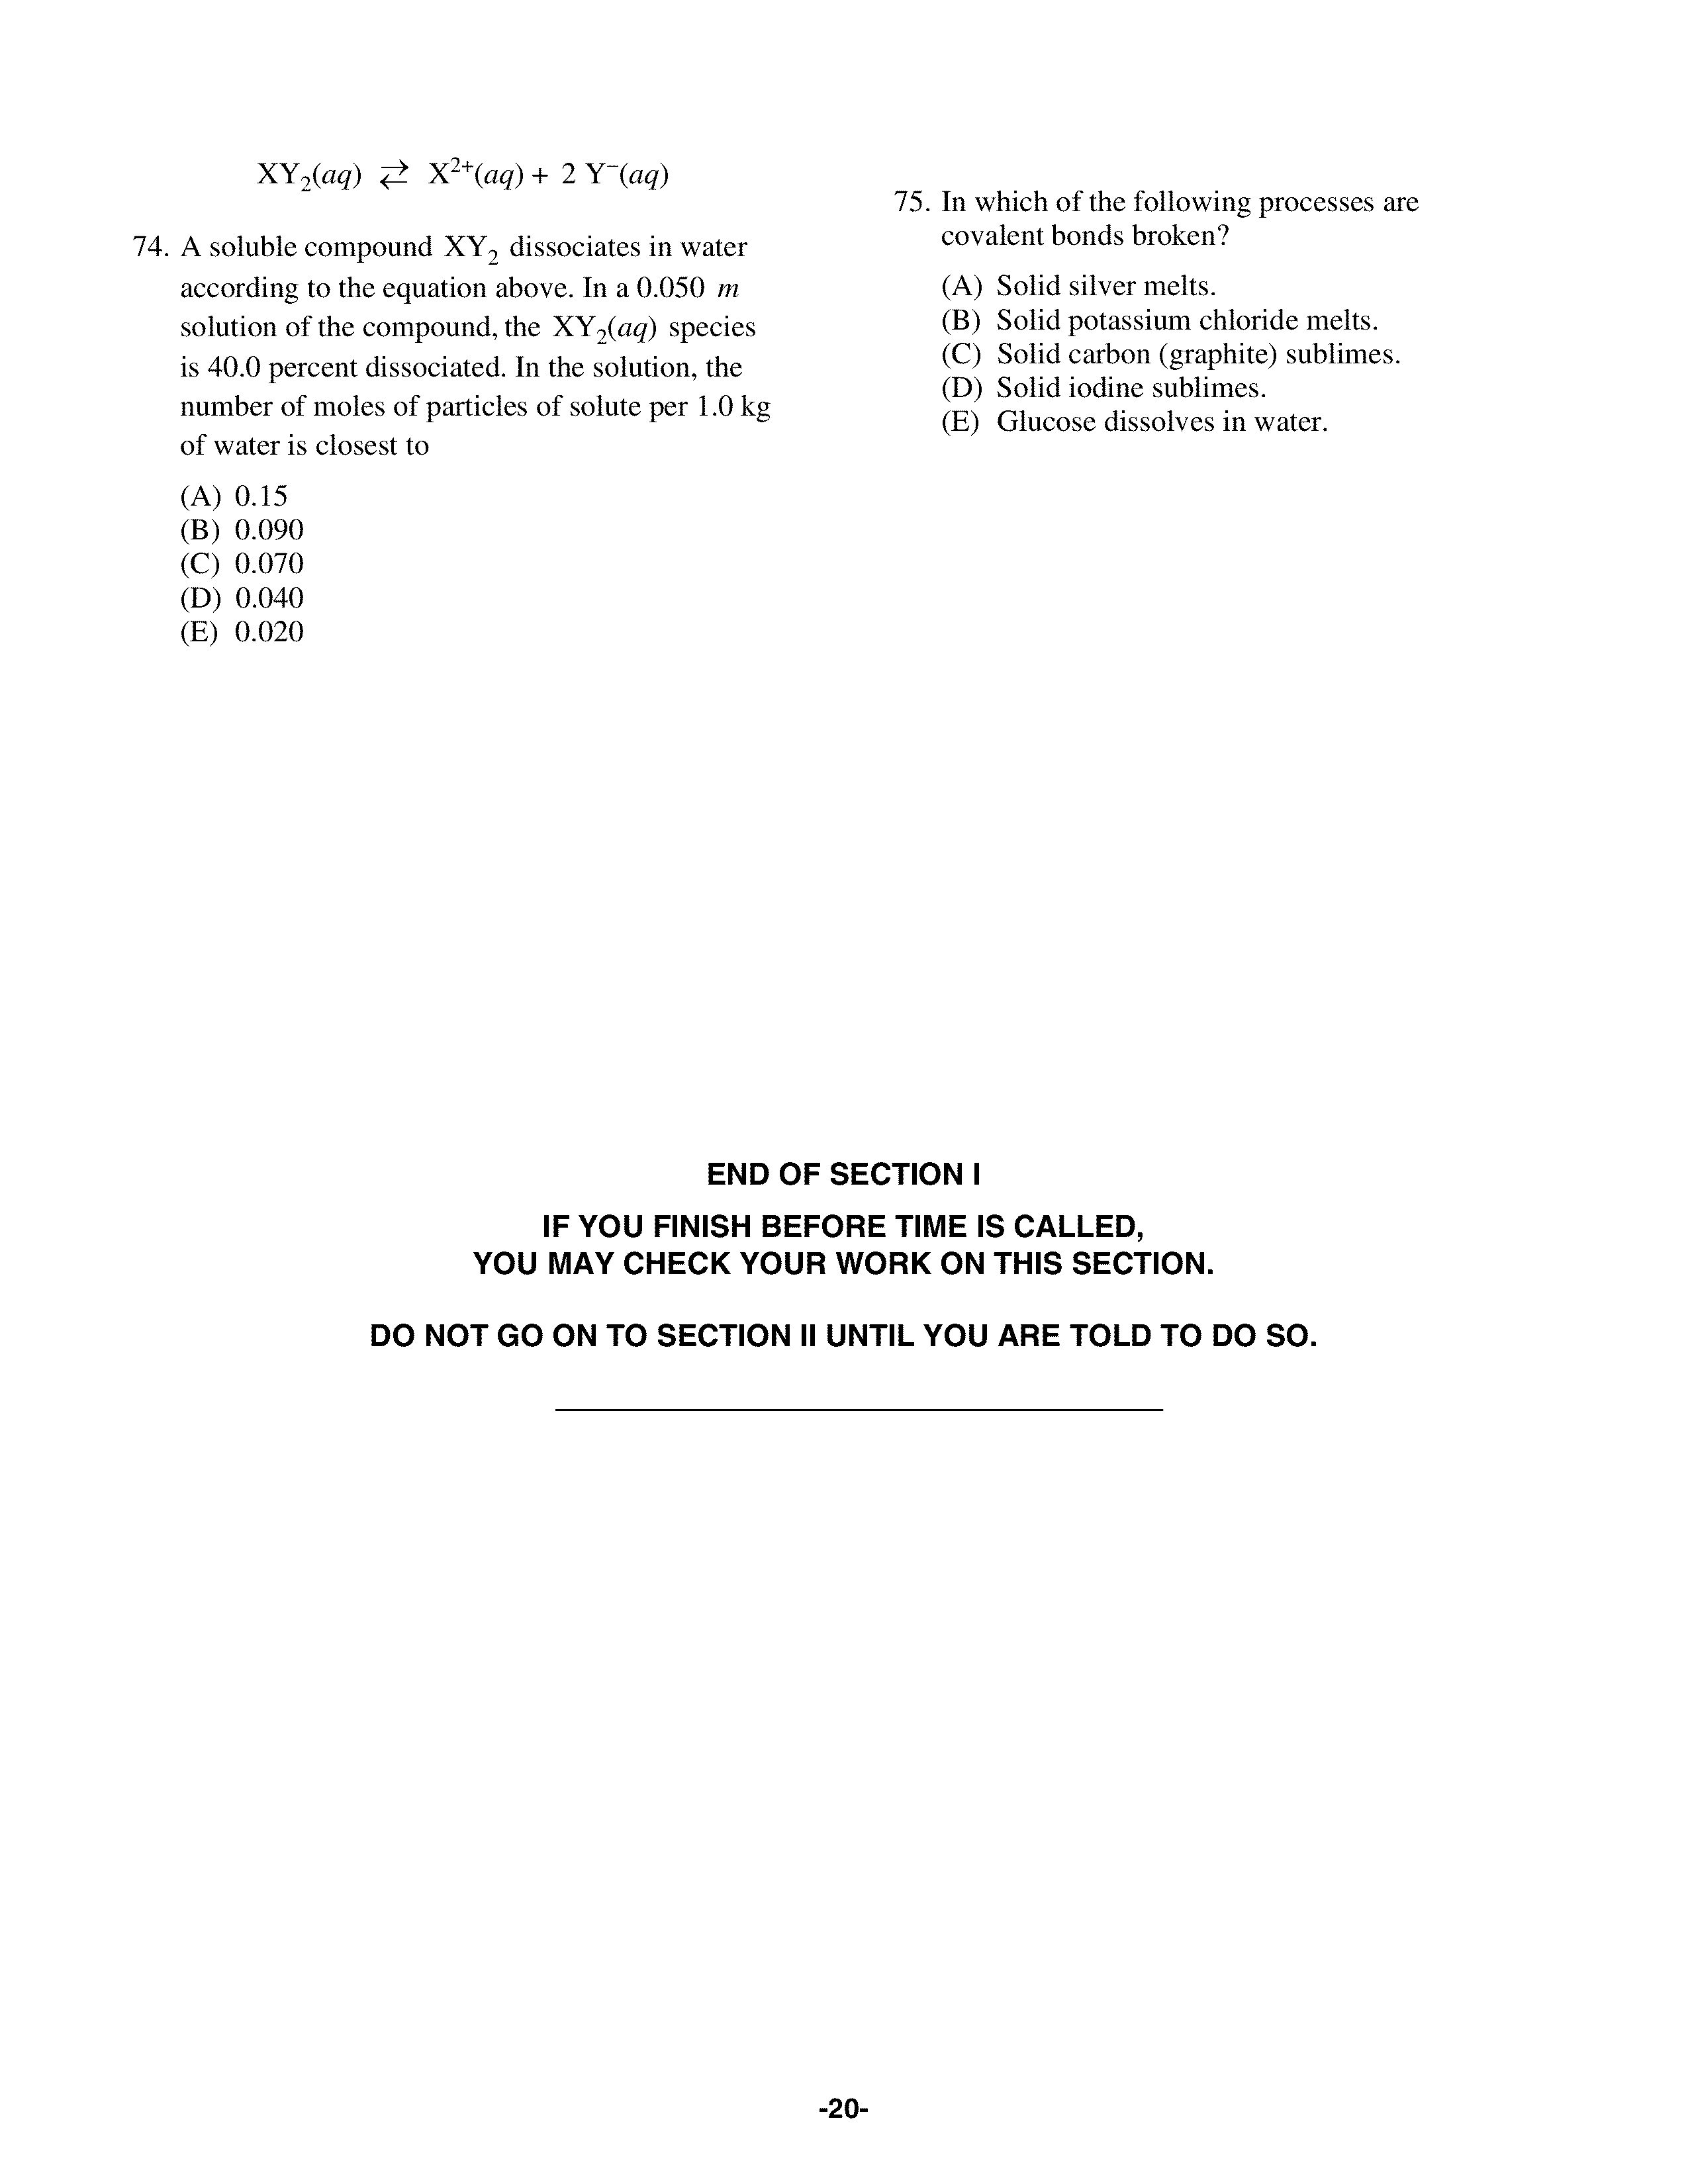 XY₂(aq) ⇄ X²⁺(aq) + 2 Y⁻(aq)
74. A soluble compound XY₂ dissociates in water
according to the equation above. In a 0.050 m
solution of the compound, the XY₂(aq) species
is 40.0 percent dissociated. In the solution, the
number of moles of particles of solute per 1.0 kg
of water is closest to
(A) 0.15
(B) 0.090
(C) 0.070
(D) 0.040
(E) 0.020
75. In which of the following processes are
covalent bonds broken?
(A) Solid silver melts.
(B) Solid potassium chloride melts.
(C) Solid carbon (graphite) sublimes.
(D) Solid iodine sublimes.
(E) Glucose dissolves in water.
END OF SECTION I
IF YOU FINISH BEFORE TIME IS CALLED,
YOU MAY CHECK YOUR WORK ON THIS SECTION.
DO NOT GO ON TO SECTION II UNTIL YOU ARE TOLD TO DO SO.
-20-